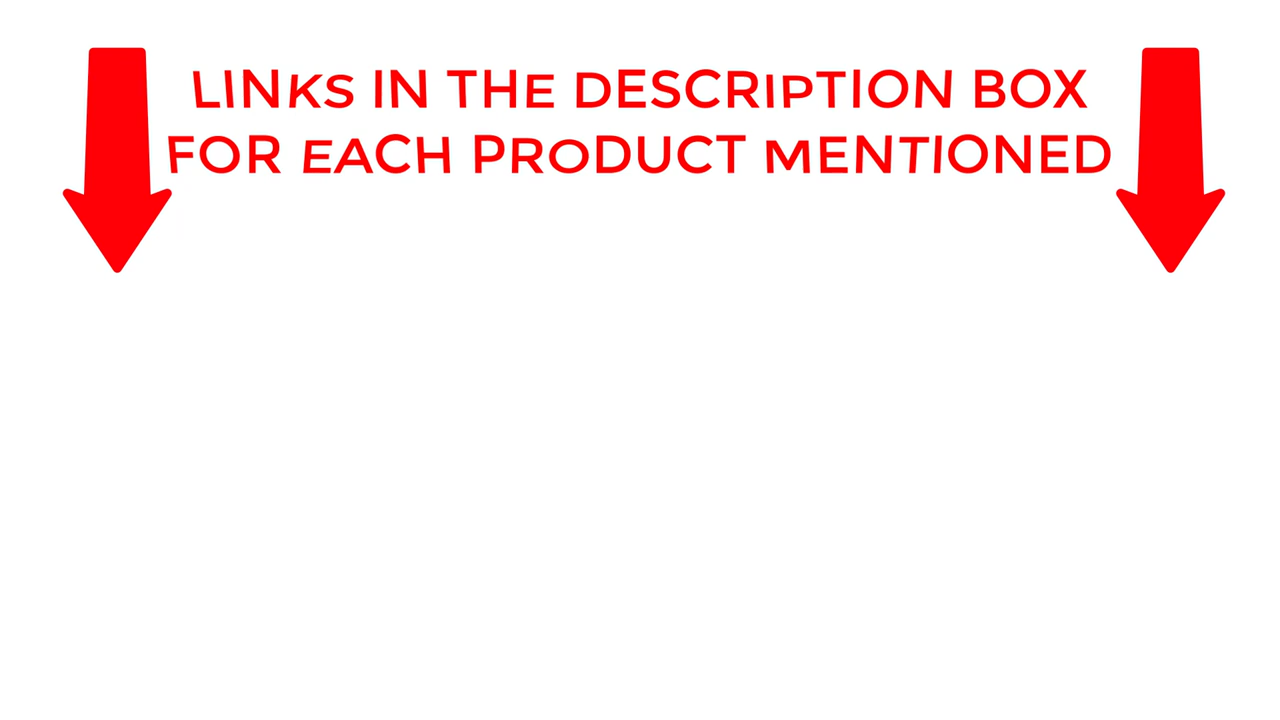 LINKS IN THE DESCRIPTION BOX
FOR EACH PRODUCT MENTIONED